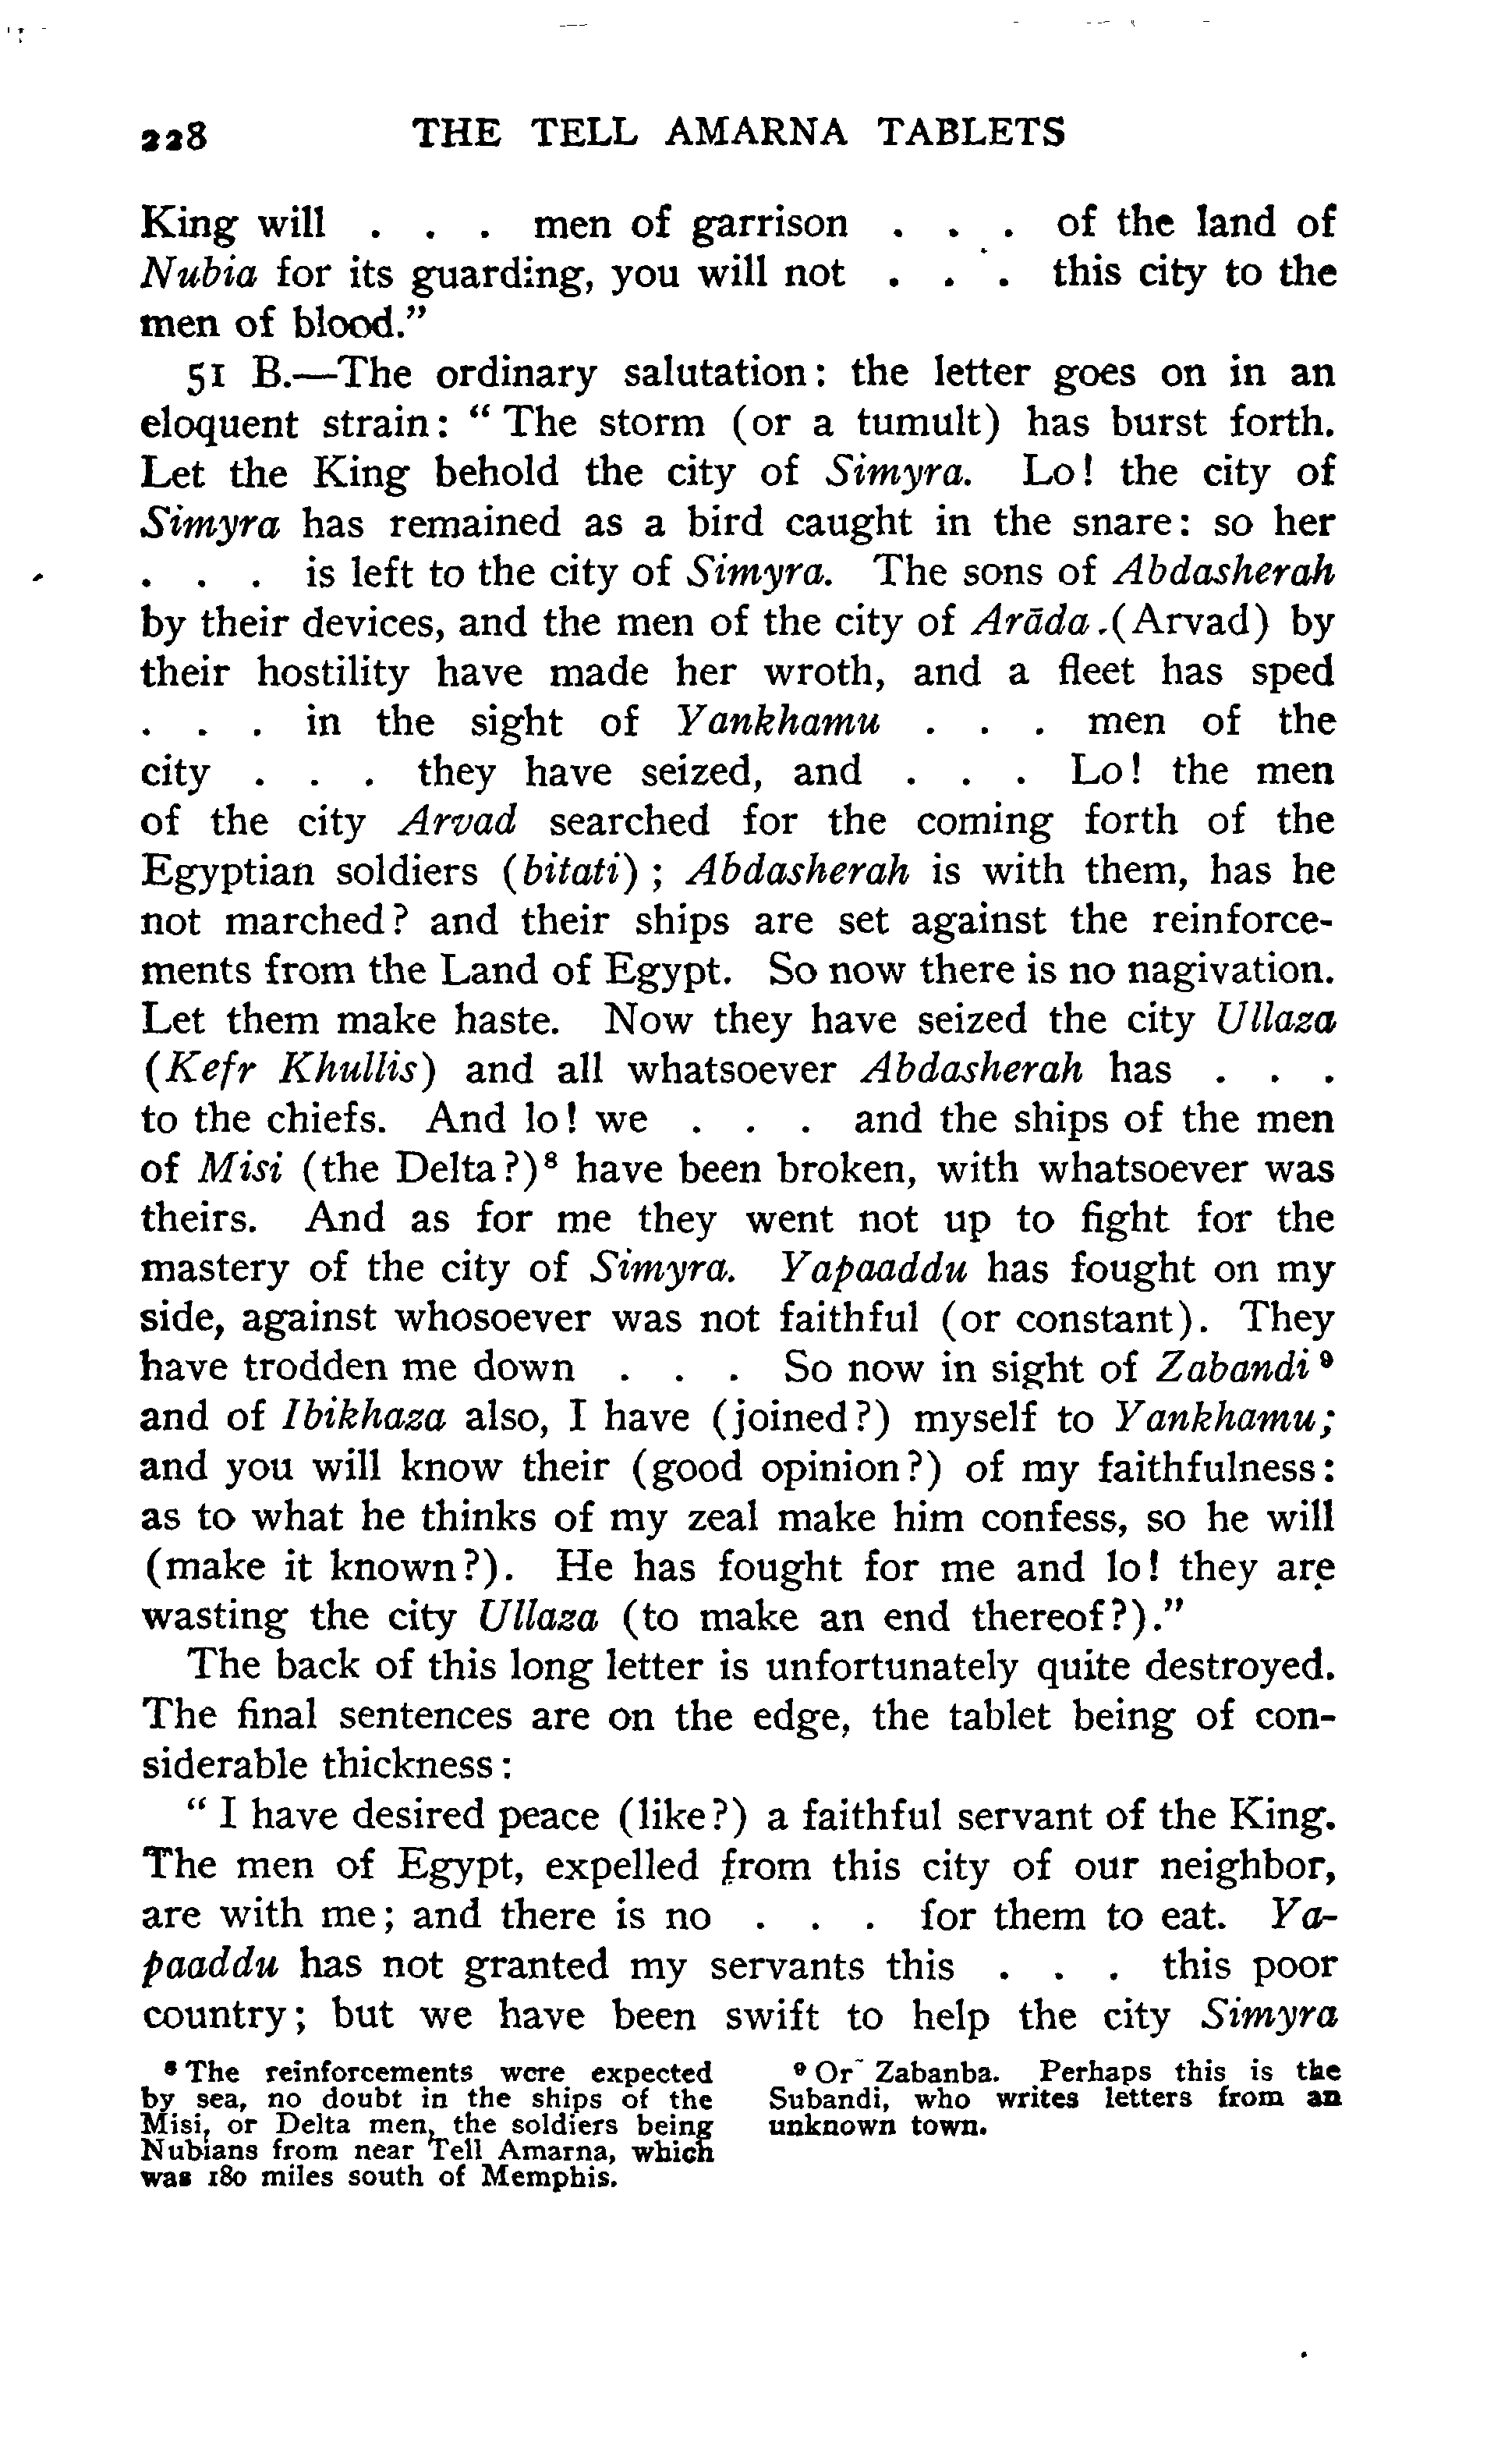 228 THE TELL AMARNA TABLETS
King will . . . men of garrison . . . of the land of
Nubia for its guarding, you will not . . . this city to the
men of blood.”
51 B.—The ordinary salutation: the letter goes on in an
eloquent strain: “ The storm (or a tumult) has burst forth.
Let the King behold the city of Simyra. Lo! the city of
Simyra has remained as a bird caught in the snare: so her
. . . is left to the city of Simyra. The sons of Abdasherah
by their devices, and the men of the city of Arāda .(Arvad) by
their hostility have made her wroth, and a fleet has sped
. . . in the sight of Yankhamu . . . men of the
city . . . they have seized, and . . . Lo! the men
of the city Arvad searched for the coming forth of the
Egyptian soldiers (bitati) ; Abdasherah is with them, has he
not marched? and their ships are set against the reinforce-
ments from the Land of Egypt. So now there is no nagivation.
Let them make haste. Now they have seized the city Ullaza
(Kefr Khullis) and all whatsoever Abdasherah has . . .
to the chiefs. And lo! we . . . and the ships of the men
of Misi (the Delta?)⁸ have been broken, with whatsoever was
theirs. And as for me they went not up to fight for the
mastery of the city of Simyra. Yapaaddu has fought on my
side, against whosoever was not faithful (or constant). They
have trodden me down . . . So now in sight of Zabandi⁹
and of Ibikhaza also, I have (joined?) myself to Yankhamu;
and you will know their (good opinion?) of my faithfulness:
as to what he thinks of my zeal make him confess, so he will
(make it known?). He has fought for me and lo! they are
wasting the city Ullaza (to make an end thereof?).”
The back of this long letter is unfortunately quite destroyed.
The final sentences are on the edge, the tablet being of con-
siderable thickness:
“ I have desired peace (like?) a faithful servant of the King.
The men of Egypt, expelled from this city of our neighbor,
are with me; and there is no . . . for them to eat. Ya-
paaddu has not granted my servants this . . . this poor
country; but we have been swift to help the city Simyra
⁸ The reinforcements were expected
by sea, no doubt in the ships of the
Misi, or Delta men, the soldiers being
Nubians from near Tell Amarna, which
was 180 miles south of Memphis.
⁹ Or Zabanba. Perhaps this is the
Subandi, who writes letters from an
unknown town.